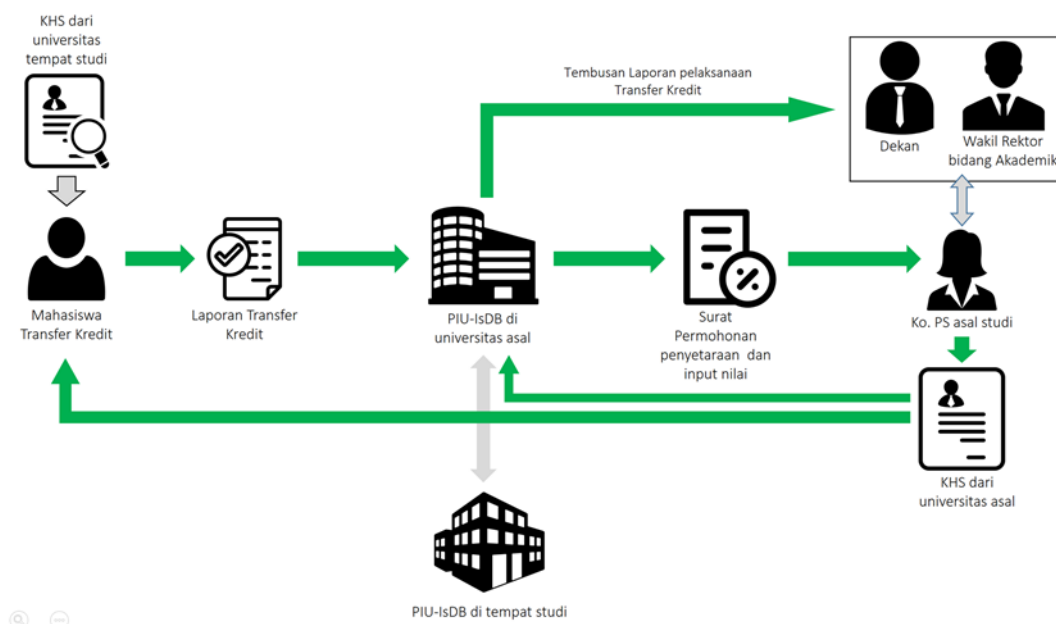 KHS dari
universitas
tempat studi
Tembusan Laporan pelaksanaan
Transfer Kredit
Dekan
Wakil Rektor
bidang Akademik
Mahasiswa
Transfer Kredit
Laporan Transfer
Kredit
PIU-IsDB di
universitas asal
Surat
Permohonan
penyetaraan dan
input nilai
Ko. PS asal studi
KHS dari
universitas asal
PIU-IsDB di tempat studi